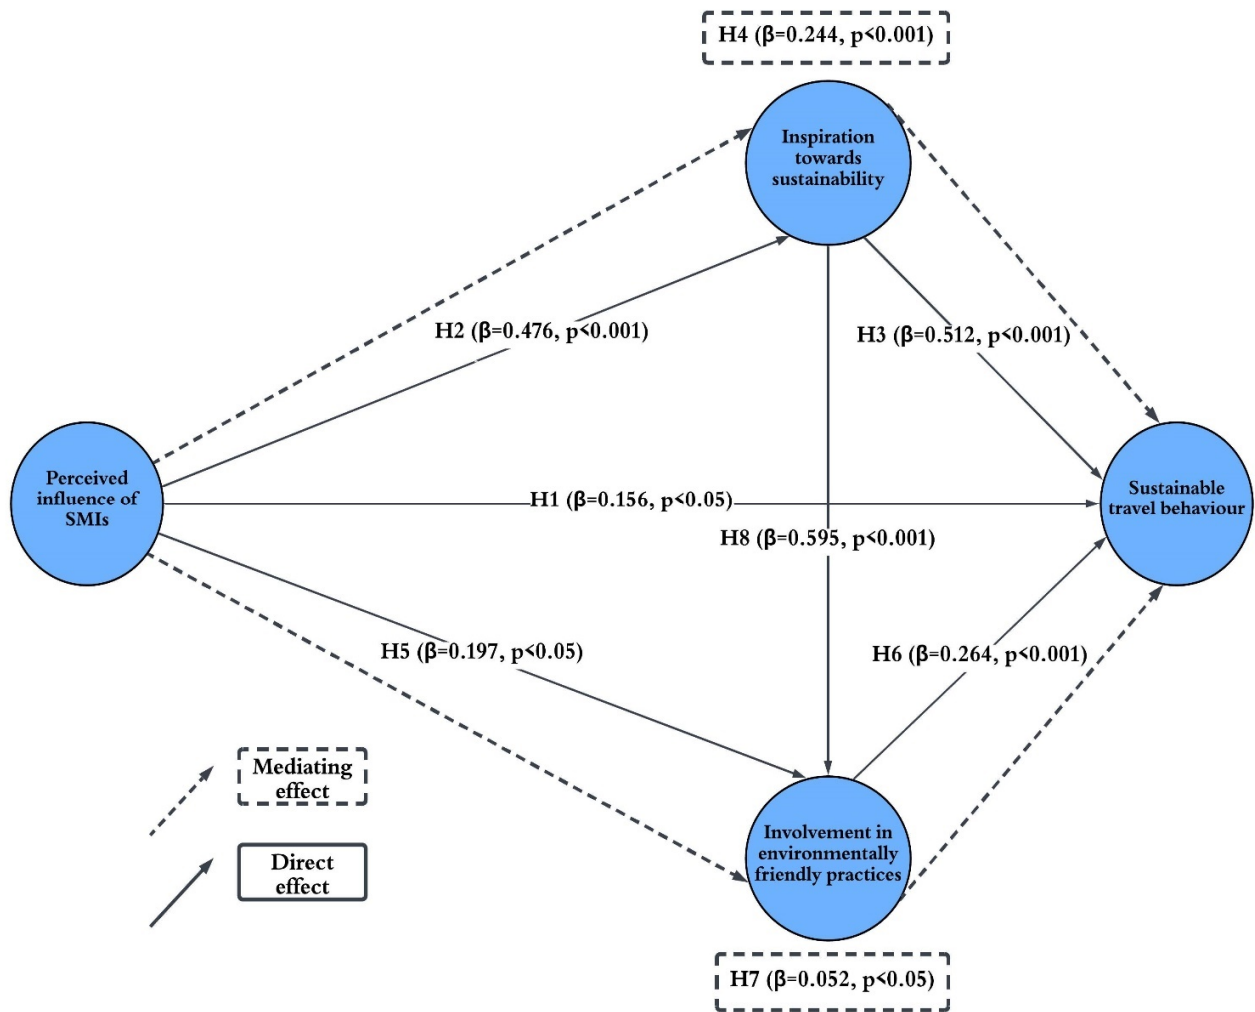 H4 (β=0.244, p<0.001)
Inspiration
towards
sustainability
H2 (β=0.476, p<0.001)
H3 (β=0.512, p<0.001)
Perceived
influence of
SMIs
H1 (β=0.156, p<0.05)
Sustainable
travel behaviour
H8 (β=0.595, p<0.001)
H5 (β=0.197, p<0.05)
H6 (β=0.264, p<0.001)
Mediating
effect
Direct
effect
Involvement in
environmentally
friendly practices
H7 (β=0.052, p<0.05)